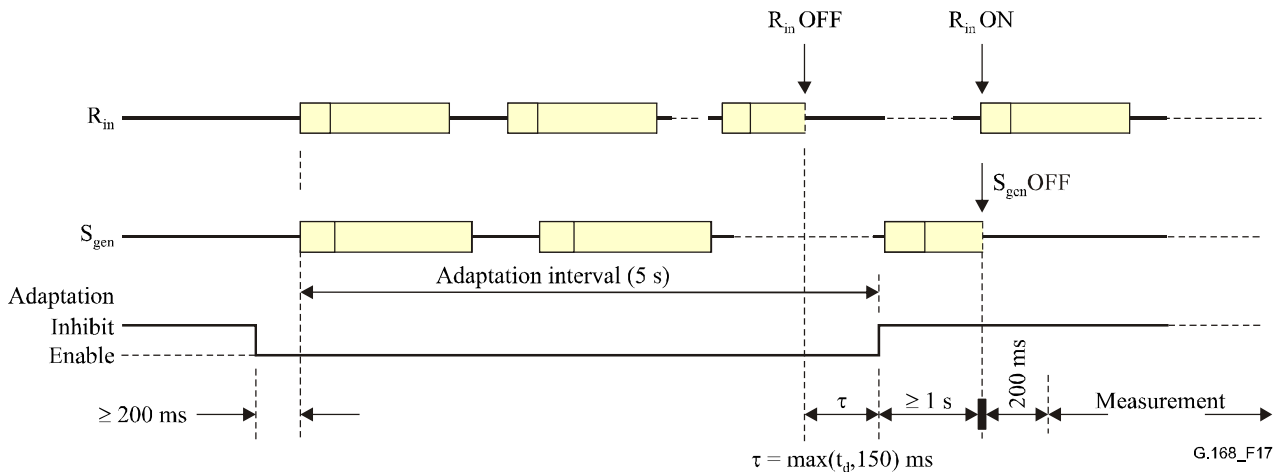 R_in OFF
R_in ON
R_in
S_gen OFF
S_gen
Adaptation interval (5 s)
Adaptation
Inhibit
Enable
≥ 200 ms
τ
≥ 1 s
200 ms
Measurement
τ = max(t_d,150) ms
G.168_F17